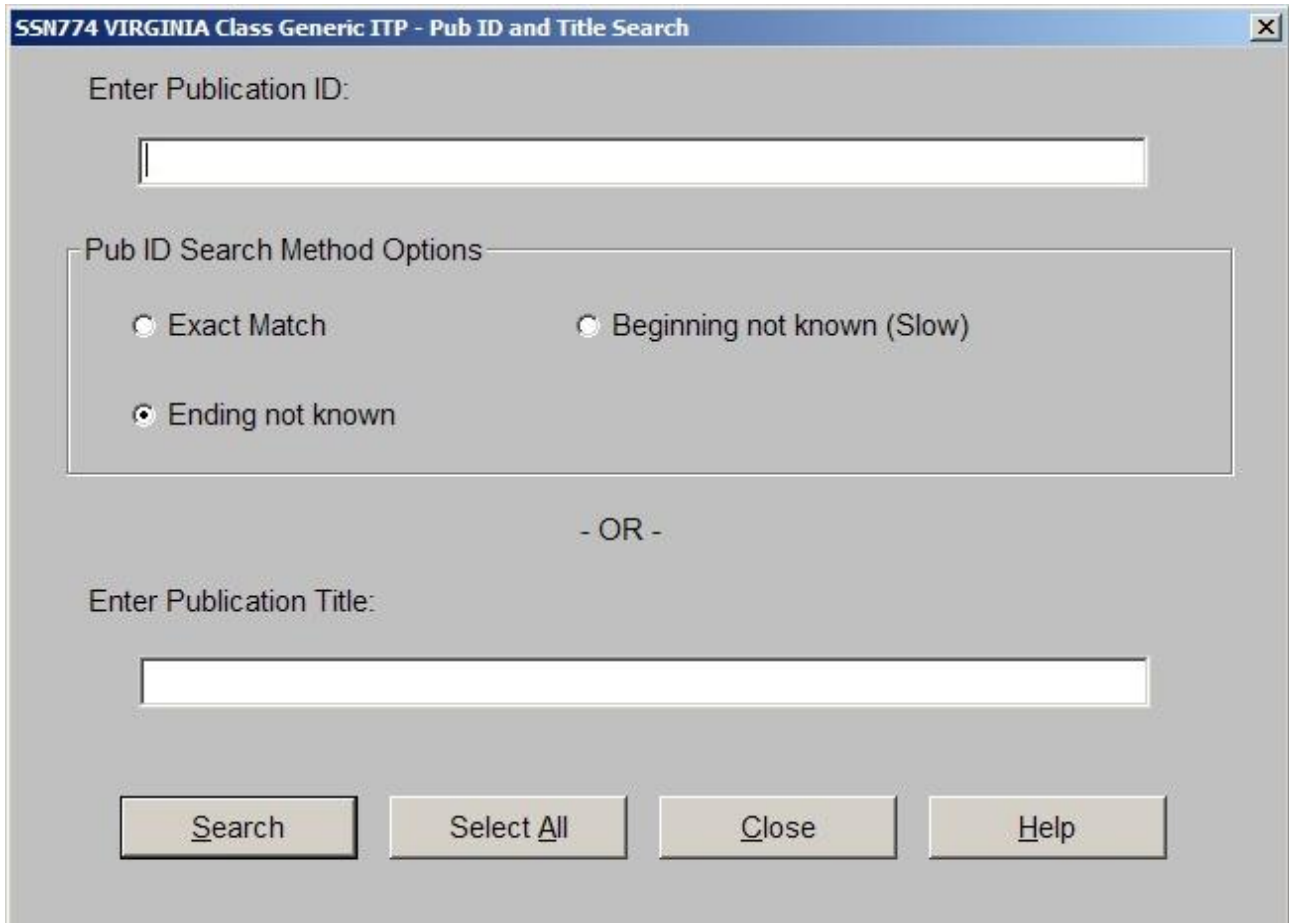 SSN774 VIRGINIA Class Generic ITP - Pub ID and Title Search
Enter Publication ID:
Pub ID Search Method Options
Exact Match
Beginning not known (Slow)
Ending not known
- OR -
Enter Publication Title:
Search
Select All
Close
Help